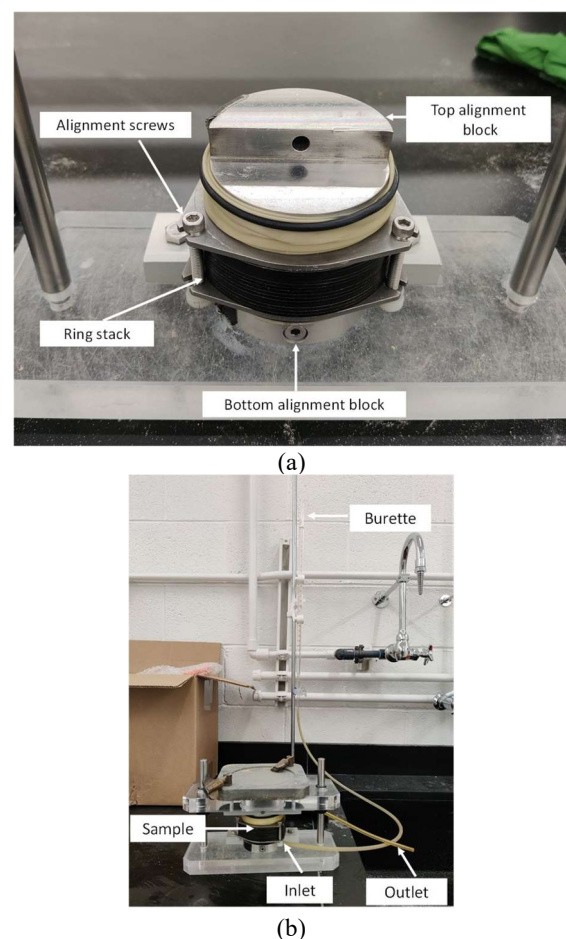 Alignment screws
Top alignment
block
Ring stack
Bottom alignment block
(a)
Burette
Sample
Inlet
Outlet
(b)